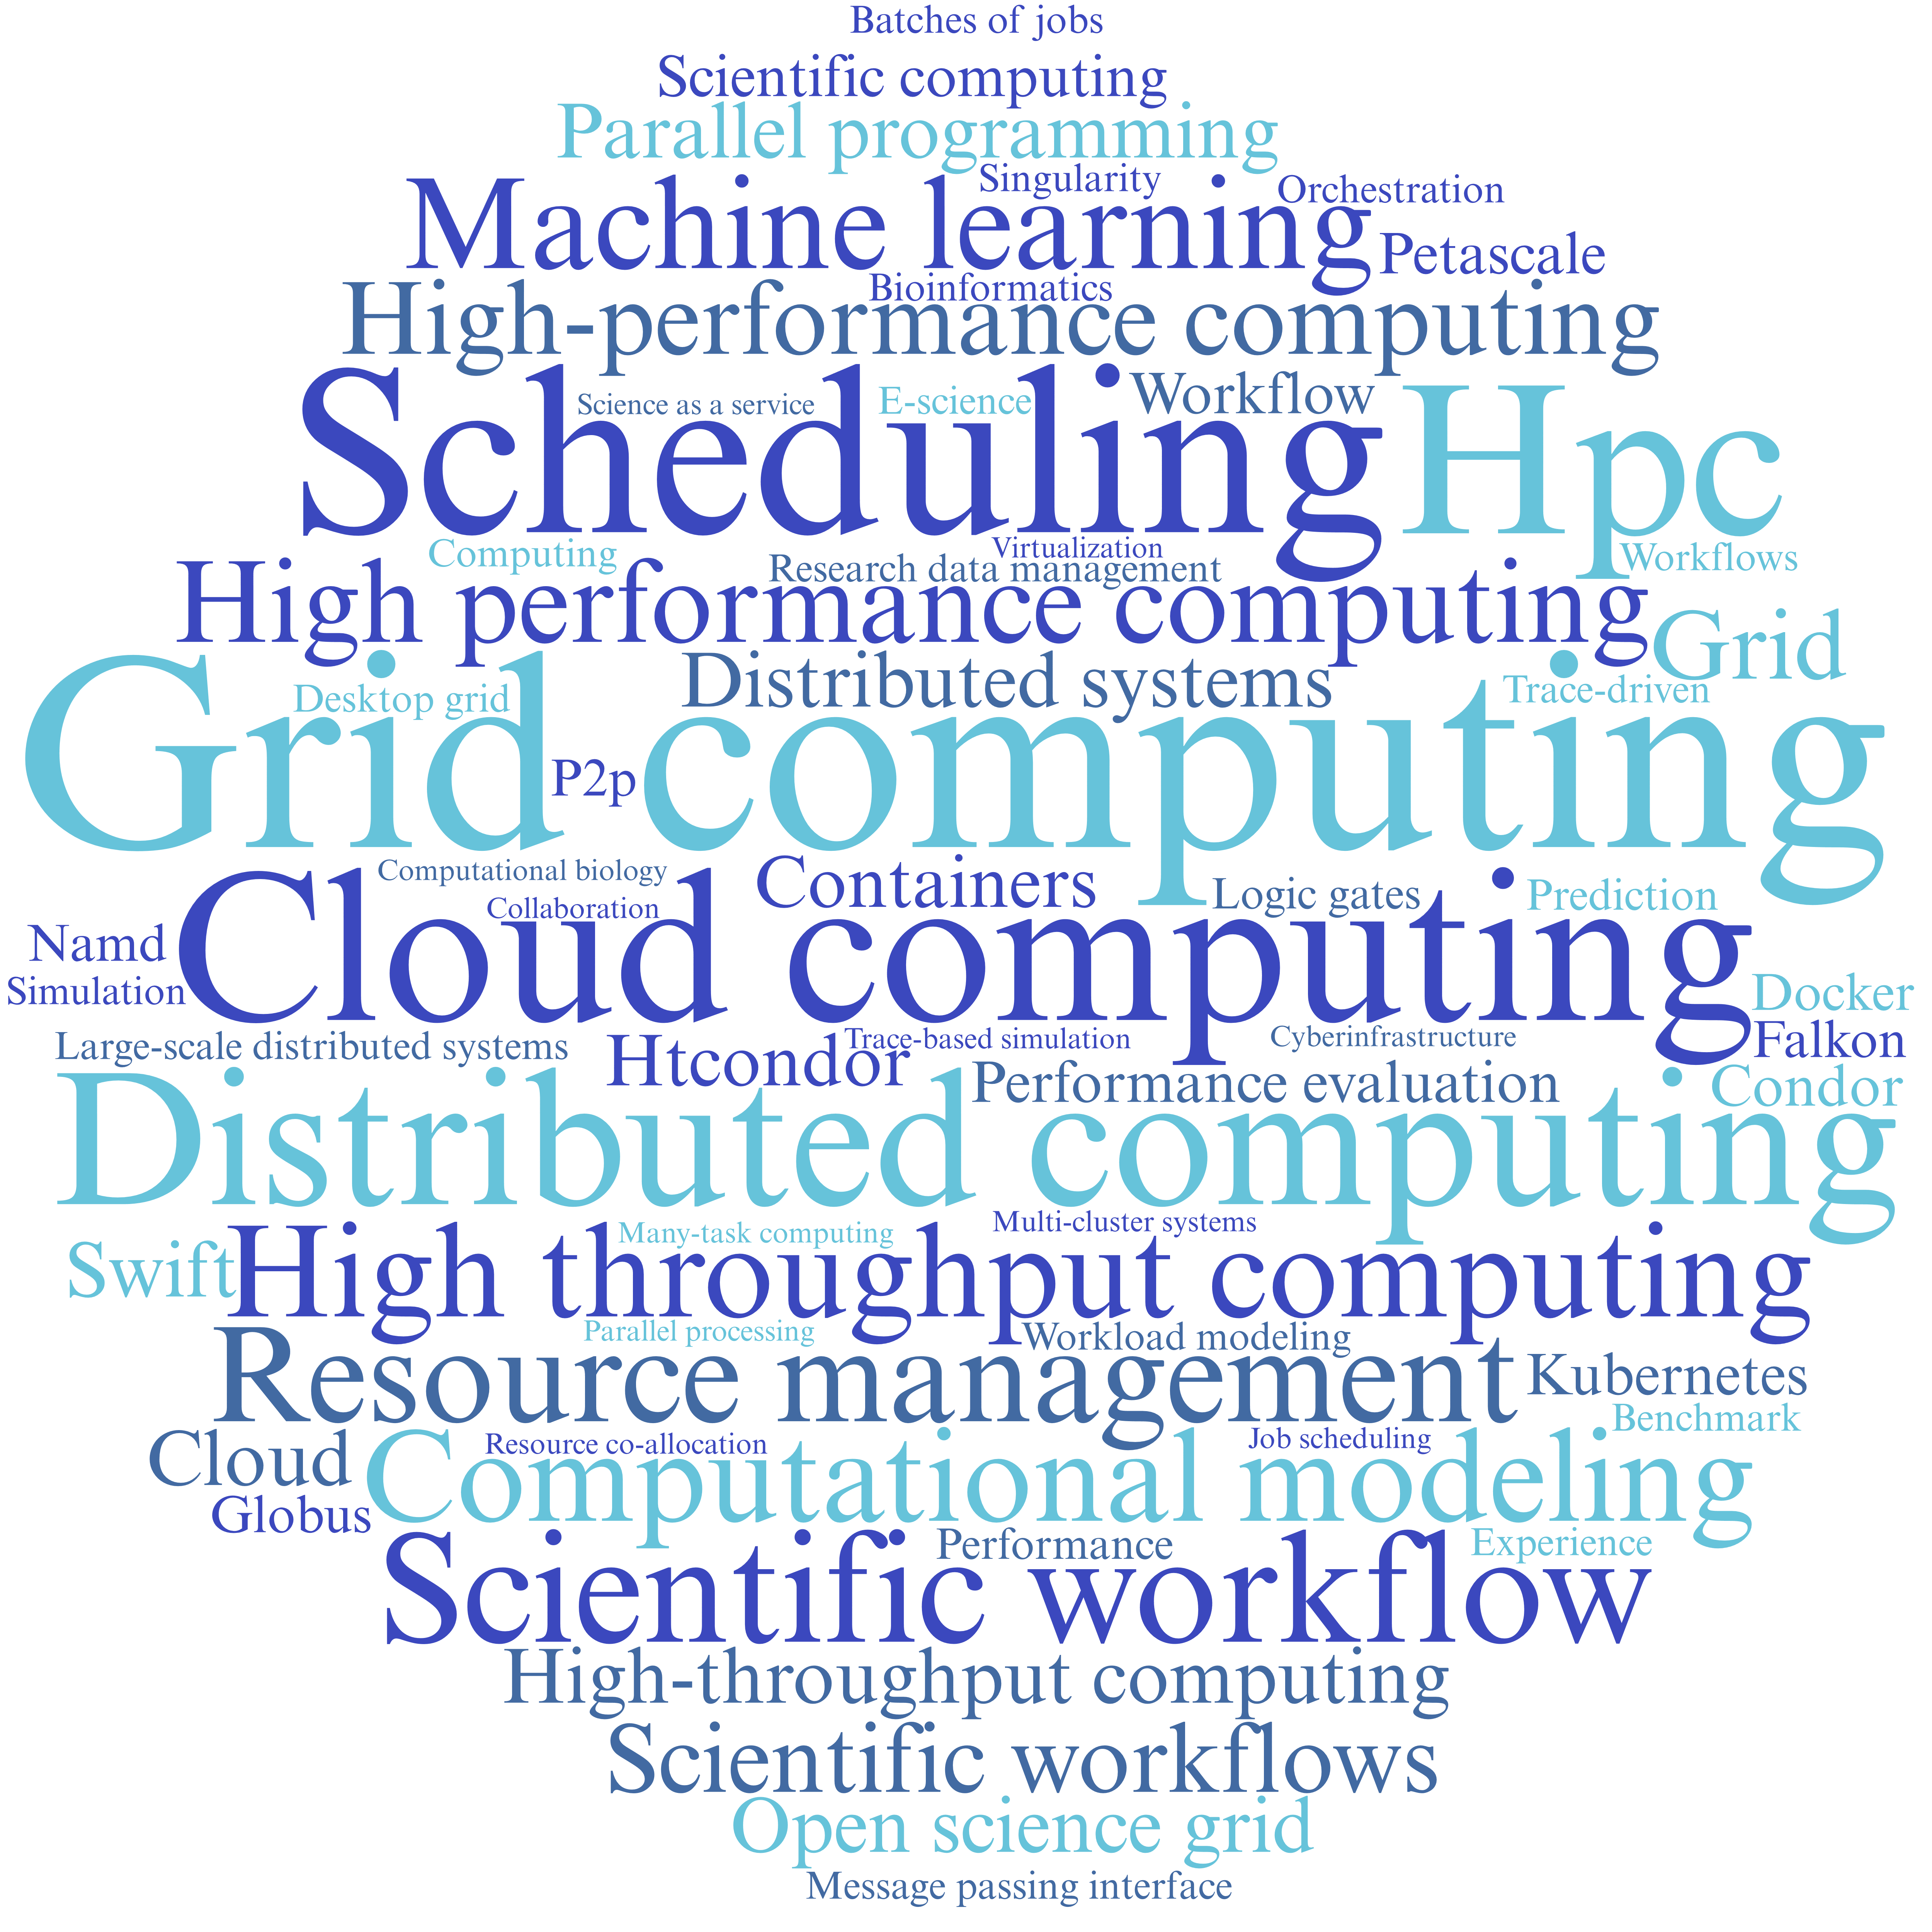 Batches of jobs
Scientific computing
Parallel programming
Singularity
Orchestration
Machine learning
Petascale
Bioinformatics
High-performance computing
Science as a service
E-science
Workflow
Scheduling
Hpc
Computing
Virtualization
Research data management
Workflows
High performance computing
Grid
Distributed systems
Desktop grid
Trace-driven
Grid computing
P2p
Computational biology
Containers
Logic gates
Prediction
Collaboration
Namd
Cloud computing
Simulation
Docker
Large-scale distributed systems
Htcondor
Trace-based simulation
Cyberinfrastructure
Falkon
Performance evaluation
Condor
Distributed computing
Many-task computing
Multi-cluster systems
Swift
High throughput computing
Parallel processing
Workload modeling
Resource management
Kubernetes
Benchmark
Cloud
Resource co-allocation
Job scheduling
Computational modeling
Globus
Performance
Experience
Scientific workflow
High-throughput computing
Scientific workflows
Open science grid
Message passing interface